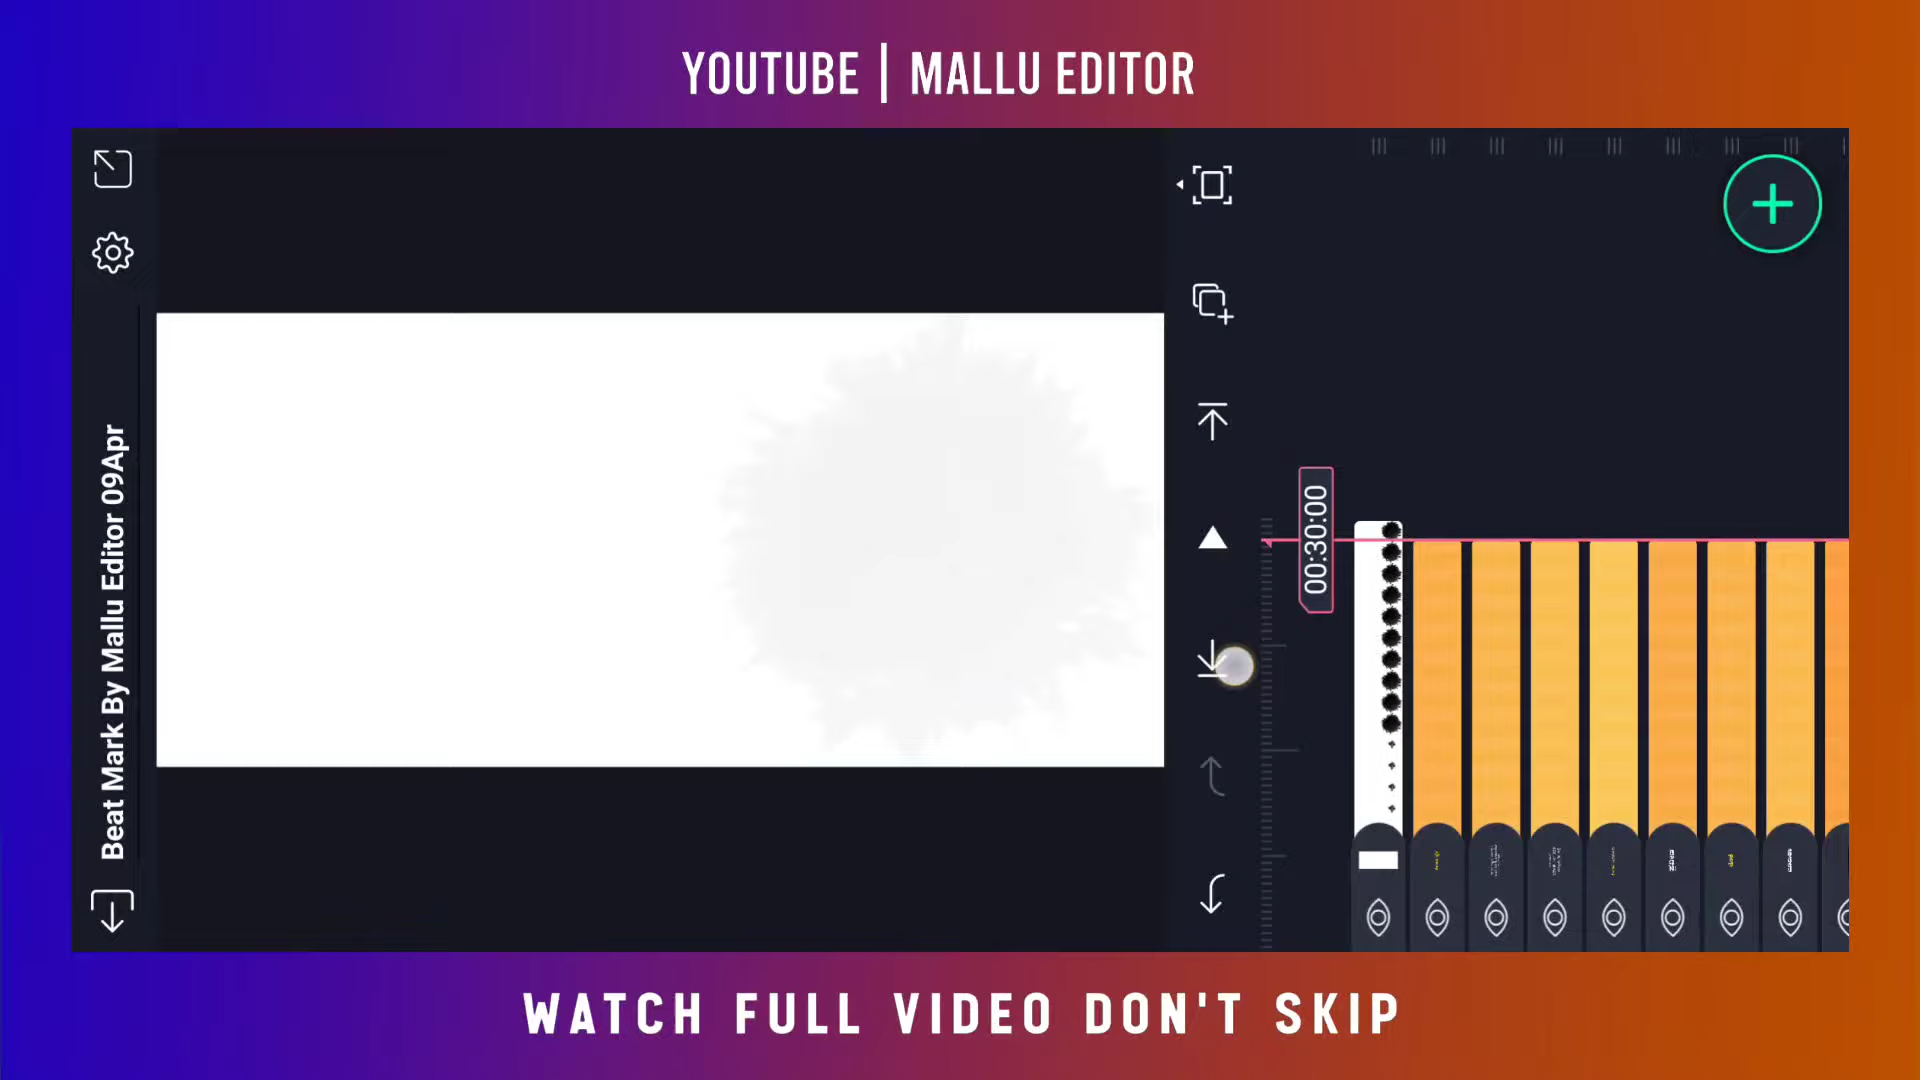 YOUTUBE | MALLU EDITOR
Beat Mark By Mallu Editor 09Apr
00:30:00
WATCH FULL VIDEO DON'T SKIP